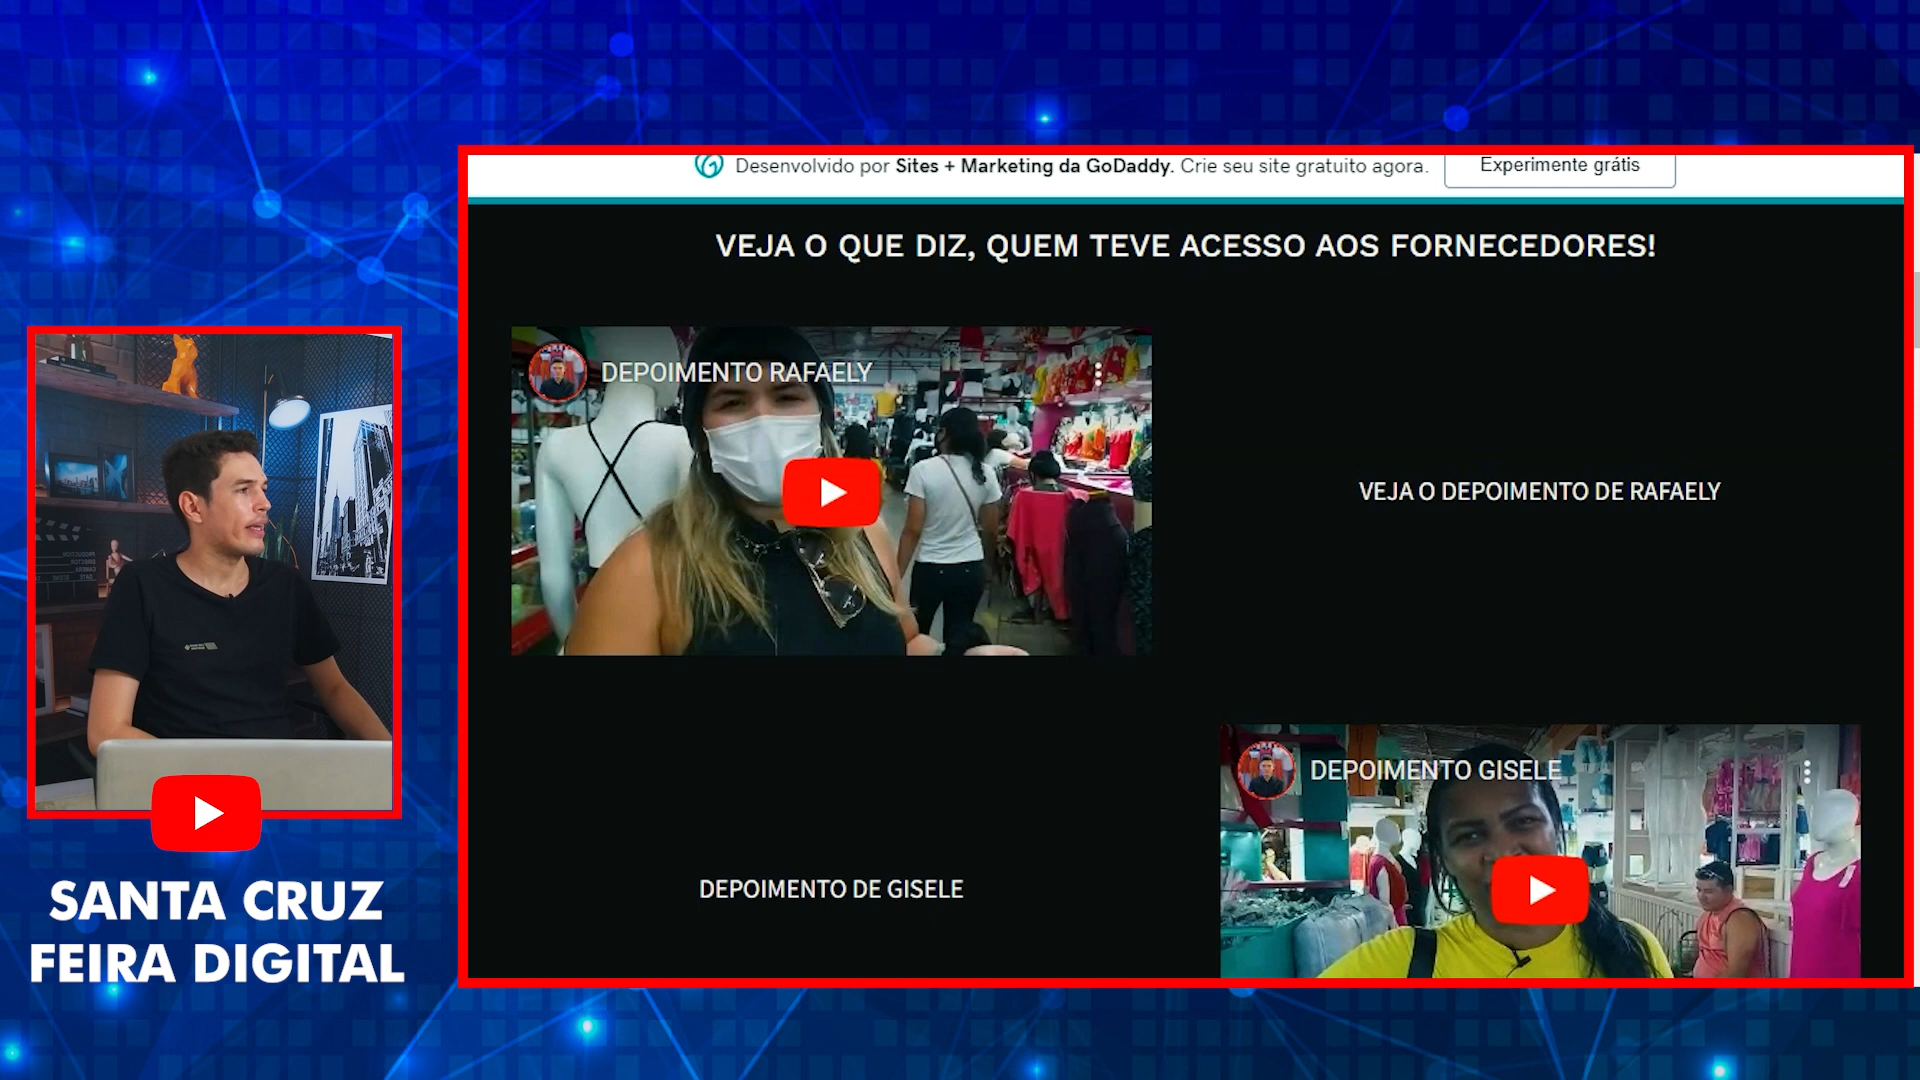 Desenvolvido por Sites + Marketing da GoDaddy. Crie seu site gratuito agora.
Experimente grátis
VEJA O QUE DIZ, QUEM TEVE ACESSO AOS FORNECEDORES!
DEPOIMENTO RAFAELY
VEJA O DEPOIMENTO DE RAFAELY
DEPOIMENTO DE GISELE
DEPOIMENTO GISELE
SANTA CRUZ
FEIRA DIGITAL